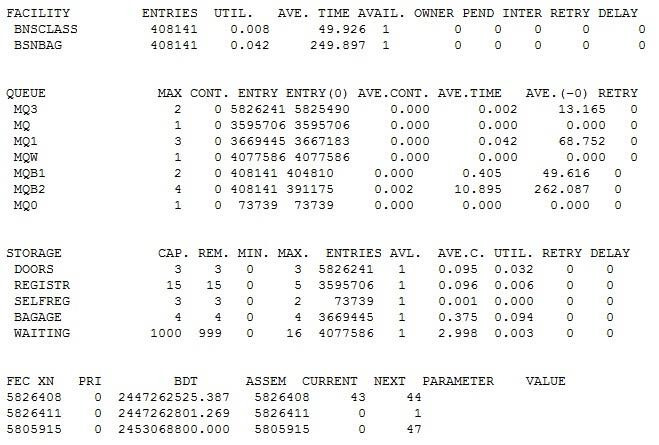 FACILITY ENTRIES UTIL. AVE. TIME AVAIL. OWNER PEND INTER RETRY DELAY
BNSCLASS 408141 0.008 49.926 1 0 0 0 0 0
BSNBAG 408141 0.042 249.897 1 0 0 0 0 0
QUEUE MAX CONT. ENTRY ENTRY(0) AVE.CONT. AVE.TIME AVE.(-0) RETRY
MQ3 2 0 5826241 5825490 0.000 0.002 13.165 0
MQ 1 0 3595706 3595706 0.000 0.000 0.000 0
MQ1 3 0 3669445 3667183 0.000 0.042 68.752 0
MQW 1 0 4077586 4077586 0.000 0.000 0.000 0
MQB1 2 0 408141 404810 0.000 0.405 49.616 0
MQB2 4 0 408141 391175 0.002 10.895 262.087 0
MQ0 1 0 73739 73739 0.000 0.000 0.000 0
STORAGE CAP. REM. MIN. MAX. ENTRIES AVL. AVE.C. UTIL. RETRY DELAY
DOORS 3 3 0 3 5826241 1 0.095 0.032 0 0
REGISTR 15 15 0 5 3595706 1 0.096 0.006 0 0
SELFREG 3 3 0 2 73739 1 0.001 0.000 0 0
BAGAGE 4 4 0 4 3669445 1 0.375 0.094 0 0
WAITING 1000 999 0 16 4077586 1 2.998 0.003 0 0
FEC XN PRI BDT ASSEM CURRENT NEXT PARAMETER VALUE
5826408 0 2447262525.387 5826408 43 44
5826411 0 2447262801.269 5826411 0 1
5805915 0 2453068800.000 5805915 0 47